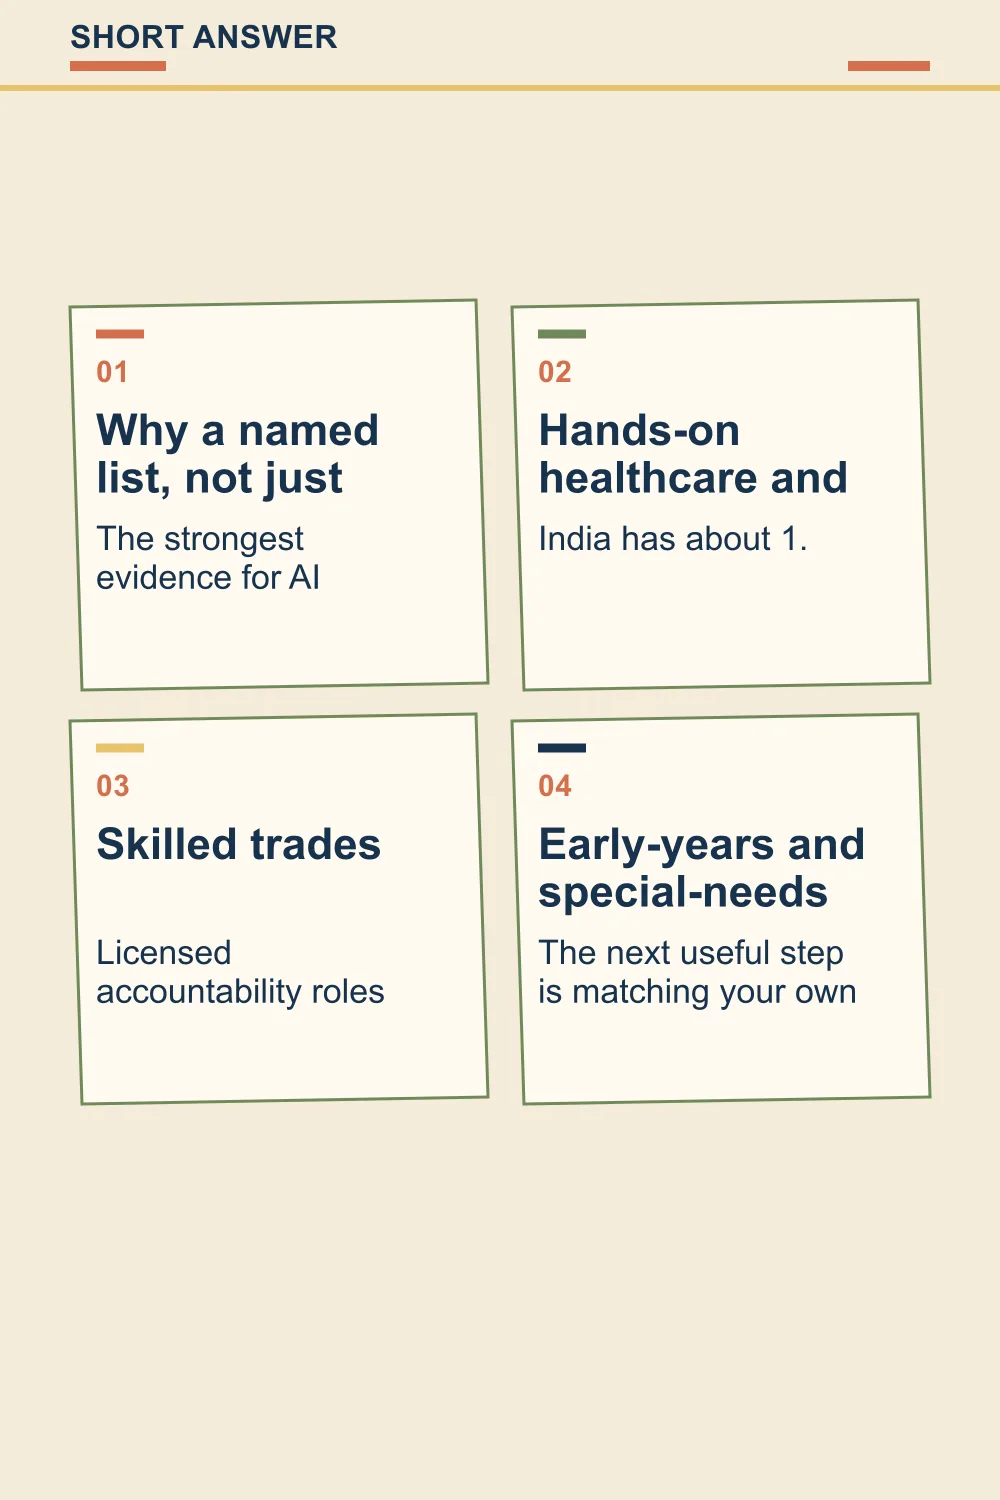 SHORT ANSWER
01
Why a named
list, not just
The strongest
evidence for AI
02
Hands-on
healthcare and
India has about 1.
03
Skilled trades
Licensed
accountability roles
04
Early-years and
special-needs
The next useful step
is matching your own